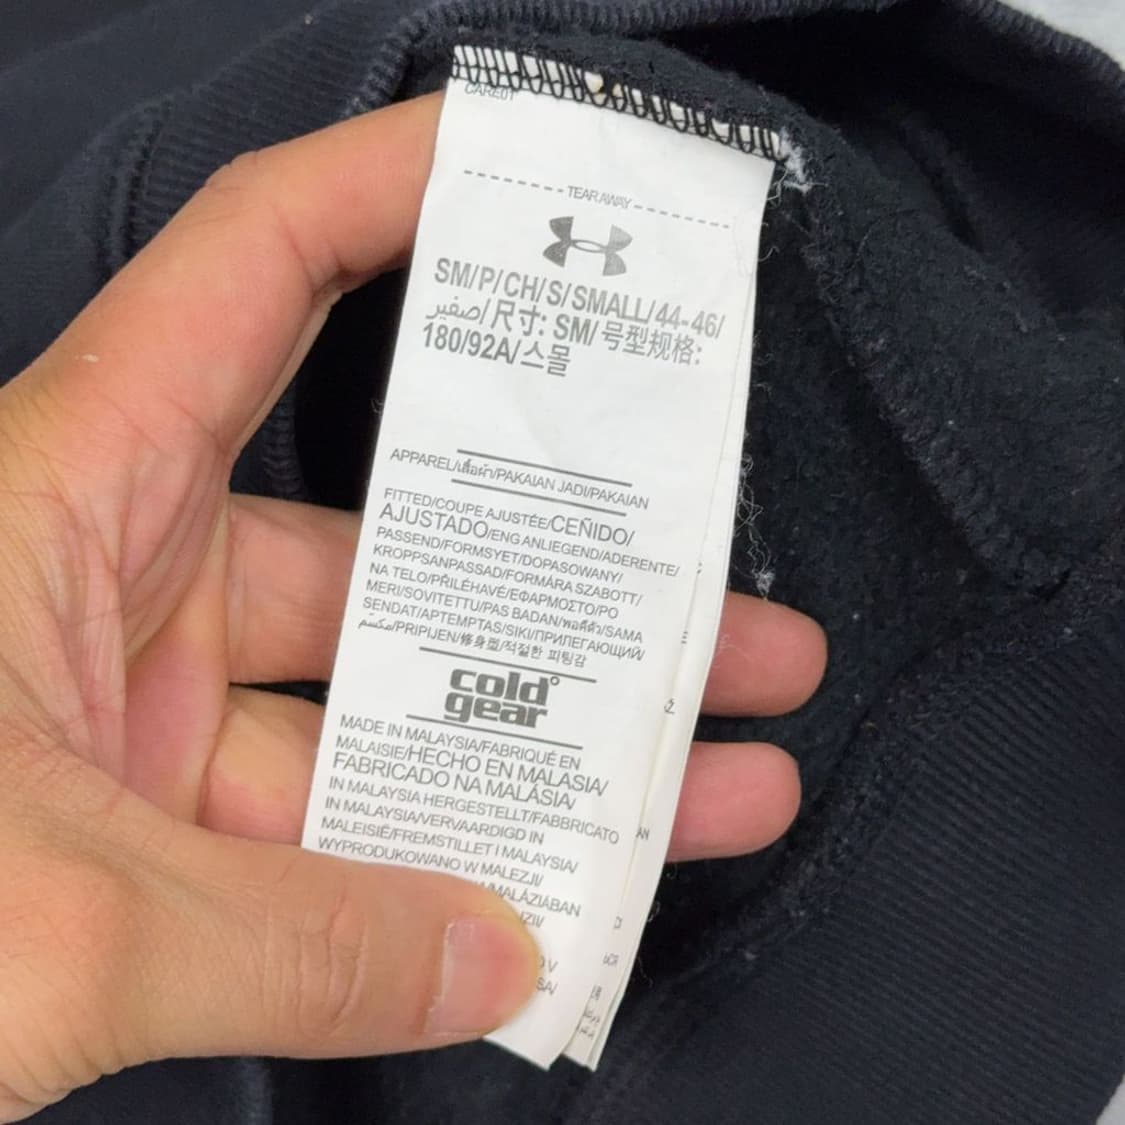 CARE01
TEAR AWAY
SM/P/CH/S/SMALL/44-46/
صغير/尺寸: SM/号型规格:
180/92A/스몰
APPAREL/เสื้อผ้า/PAKAIAN JADI/PAKAIAN
FITTED/COUPE AJUSTÉE/CEÑIDO/
AJUSTADO/ENG ANLIEGEND/ADERENTE/
PASSEND/FORMSYET/DOPASOWANY/
KROPPSANPASSAD/FORMÁRA SZABOTT/
NA TELO/PŘILÉHAVÉ/ΕΦΑΡΜΟΣΤΟ/PO
MERI/SOVITETTU/PAS BADAN/พอดีตัว/SAMA
SENDAT/APTEMPTAS/SIKI/ПРИЛЕГАЮЩИЙ/
مكسّم/PRIPIJEN/修身型/적절한 피팅감
cold°
gear
MADE IN MALAYSIA/FABRIQUÉ EN
MALAISIE/HECHO EN MALASIA/
FABRICADO NA MALÁSIA/
IN MALAYSIA HERGESTELLT/FABBRICATO
IN MALAYSIA/VERVAARDIGD IN
MALEISIË/FREMSTILLET I MALAYSIA/
WYPRODUKOWANO W MALEZJI/
/MALÁZIÁBAN